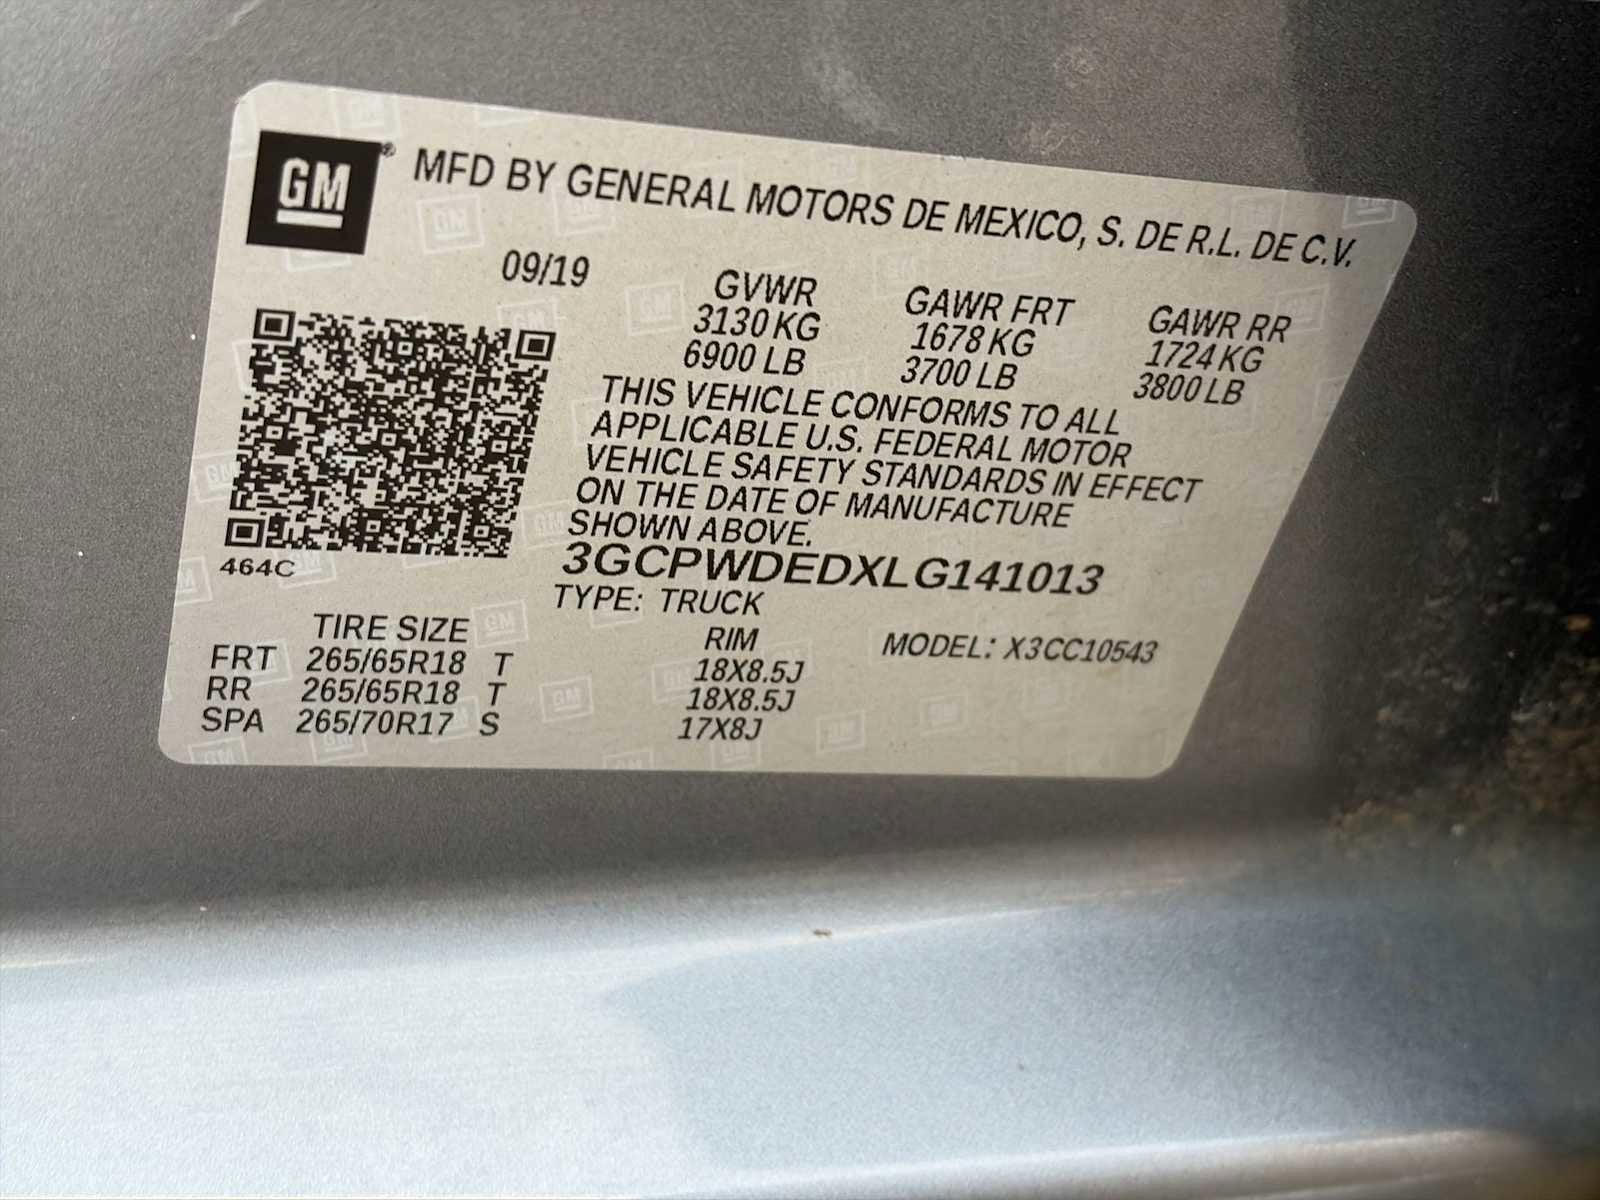 GM ® MFD BY GENERAL MOTORS DE MEXICO, S. DE R.L. DE C.V.
09/19
GVWR GAWR FRT GAWR RR
3130 KG 1678 KG 1724 KG
6900 LB 3700 LB 3800 LB
THIS VEHICLE CONFORMS TO ALL
APPLICABLE U.S. FEDERAL MOTOR
VEHICLE SAFETY STANDARDS IN EFFECT
ON THE DATE OF MANUFACTURE
SHOWN ABOVE.
464C
3GCPWDEDXLG141013
TYPE: TRUCK
TIRE SIZE RIM MODEL: X3CC10543
FRT 265/65R18 T 18X8.5J
RR 265/65R18 T 18X8.5J
SPA 265/70R17 S 17X8J